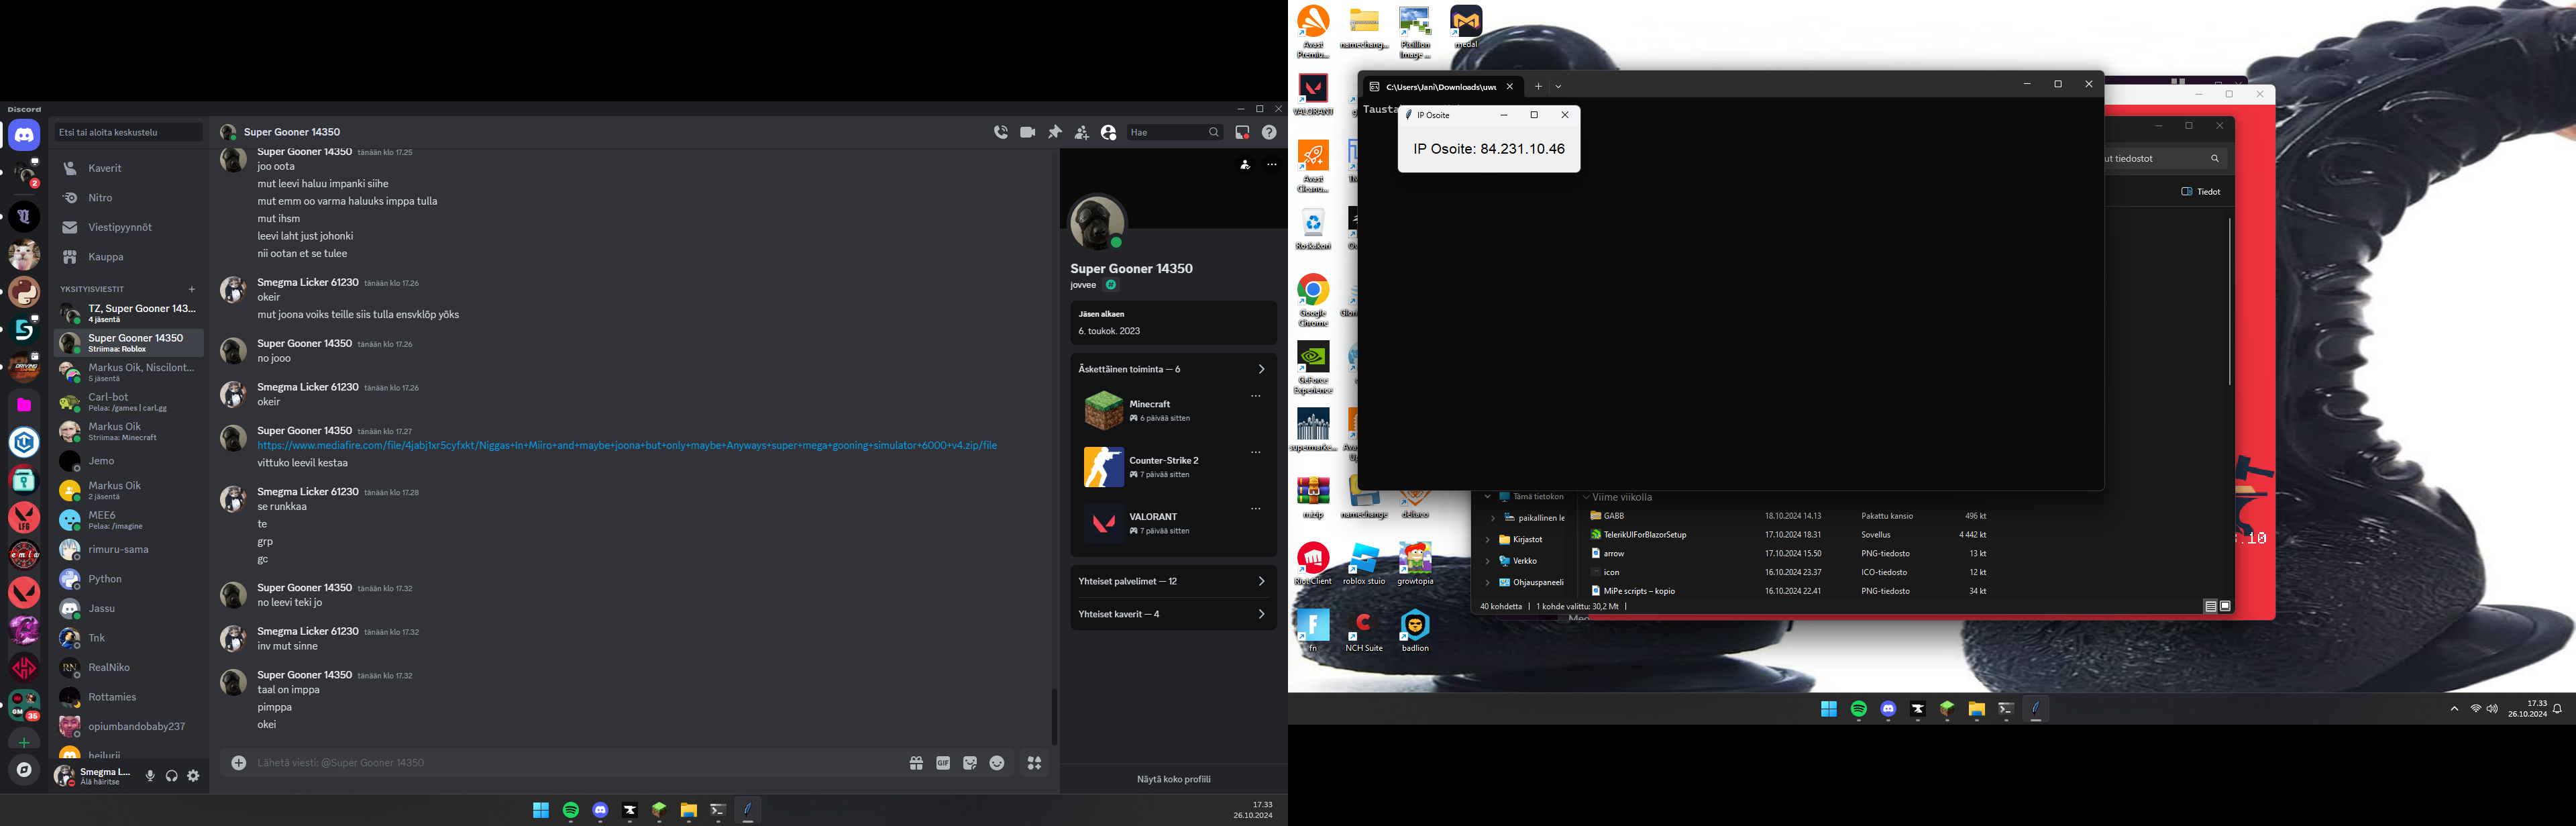 Discord
Etsi tai aloita keskustelu
Kaverit
Nitro
Viestipyynnöt
Kauppa
YKSITYISVIESTIT
TZ, Super Gooner 143...
4 jäsentä
Super Gooner 14350
Striimaa: Roblox
Markus Oik, Niscilont...
5 jäsentä
Carl-bot
Pelaa: /games | carl.gg
Markus Oik
Striimaa: Minecraft
Jemo
Markus Oik
2 jäsentä
MEE6
Pelaa: /imagine
rimuru-sama
Python
Jassu
Tnk
RealNiko
Rottamies
opiumbandobaby237
Smegma L...
Älä häiritse
2
LFG
GM
35
Super Gooner 14350
Hae
Super Gooner 14350 tänään klo 17.25
joo oota
mut leevi haluu impanki siihe
mut emm oo varma haluuks imppa tulla
mut ihsm
leevi laht just johonki
nii ootan et se tulee
Smegma Licker 61230 tänään klo 17.26
okeir
mut joona voiks teille siis tulla ensvklöp yöks
Super Gooner 14350 tänään klo 17.26
no jooo
Smegma Licker 61230 tänään klo 17.26
okeir
Super Gooner 14350 tänään klo 17.27
https://www.mediafire.com/file/4jabj1xr5cyfxkt/Niggas+In+Miiro+and+maybe+joona+but+only+maybe+Anyways+super+mega+gooning+simulator+6000+v4.zip/file
vittuko leevil kestaa
Smegma Licker 61230 tänään klo 17.28
se runkkaa
te
grp
gc
Super Gooner 14350 tänään klo 17.32
no leevi teki jo
Smegma Licker 61230 tänään klo 17.32
inv mut sinne
Super Gooner 14350 tänään klo 17.32
taal on imppa
pimppa
okei
Lähetä viesti: @Super Gooner 14350
GIF
Super Gooner 14350
jovvee
Jäsen alkaen
6. toukok. 2023
Äskettäinen toiminta — 6
Minecraft
6 päivää sitten
Counter-Strike 2
7 päivää sitten
VALORANT
7 päivää sitten
Yhteiset palvelimet — 12
Yhteiset kaverit — 4
Näytä koko profiili
17.33
26.10.2024
Avast Premiu...
namechang...
Pixillion Image ...
medal
VALORANT
Avast Cleanu...
Roskakori
Google Chrome
GeForce Experience
supermarke...
mizip
namechange
deltaco
Riot Client
roblox stuio
growtopia
fn
NCH Suite
badlion
C:\Users\Jani\Downloads\uwu
Tausta
IP Osoite
IP Osoite: 84.231.10.46
ut tiedostot
Tiedot
Tämä tietokon
Viime viikolla
paikallinen le
GABB 18.10.2024 14.13 Pakattu kansio 496 kt
Kirjastot
TelerikUIForBlazorSetup 17.10.2024 18.31 Sovellus 4 442 kt
arrow 17.10.2024 15.50 PNG-tiedosto 13 kt
Verkko
icon 16.10.2024 23.37 ICO-tiedosto 12 kt
Ohjauspaneeli
MiPe scripts – kopio 16.10.2024 22.41 PNG-tiedosto 34 kt
40 kohdetta | 1 kohde valittu: 30,2 Mt |
17.33
26.10.2024